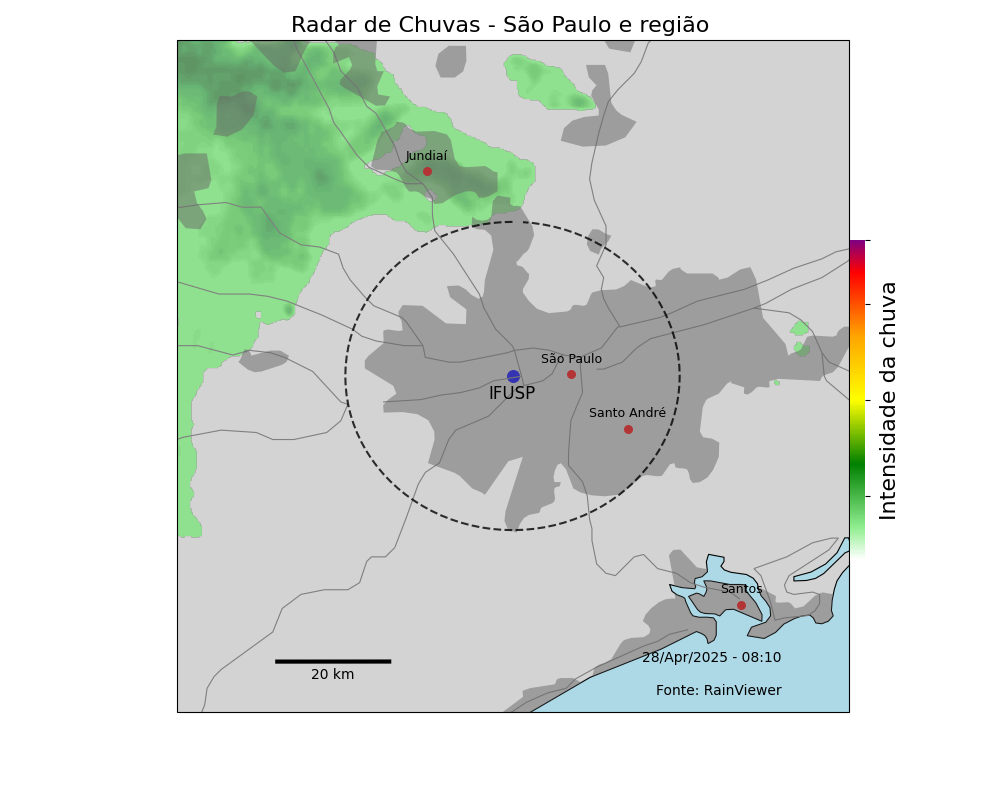 Radar de Chuvas - São Paulo e região
Jundiaí
São Paulo
IFUSP
Santo André
Intensidade da chuva
Santos
28/Apr/2025 - 08:10
20 km
Fonte: RainViewer